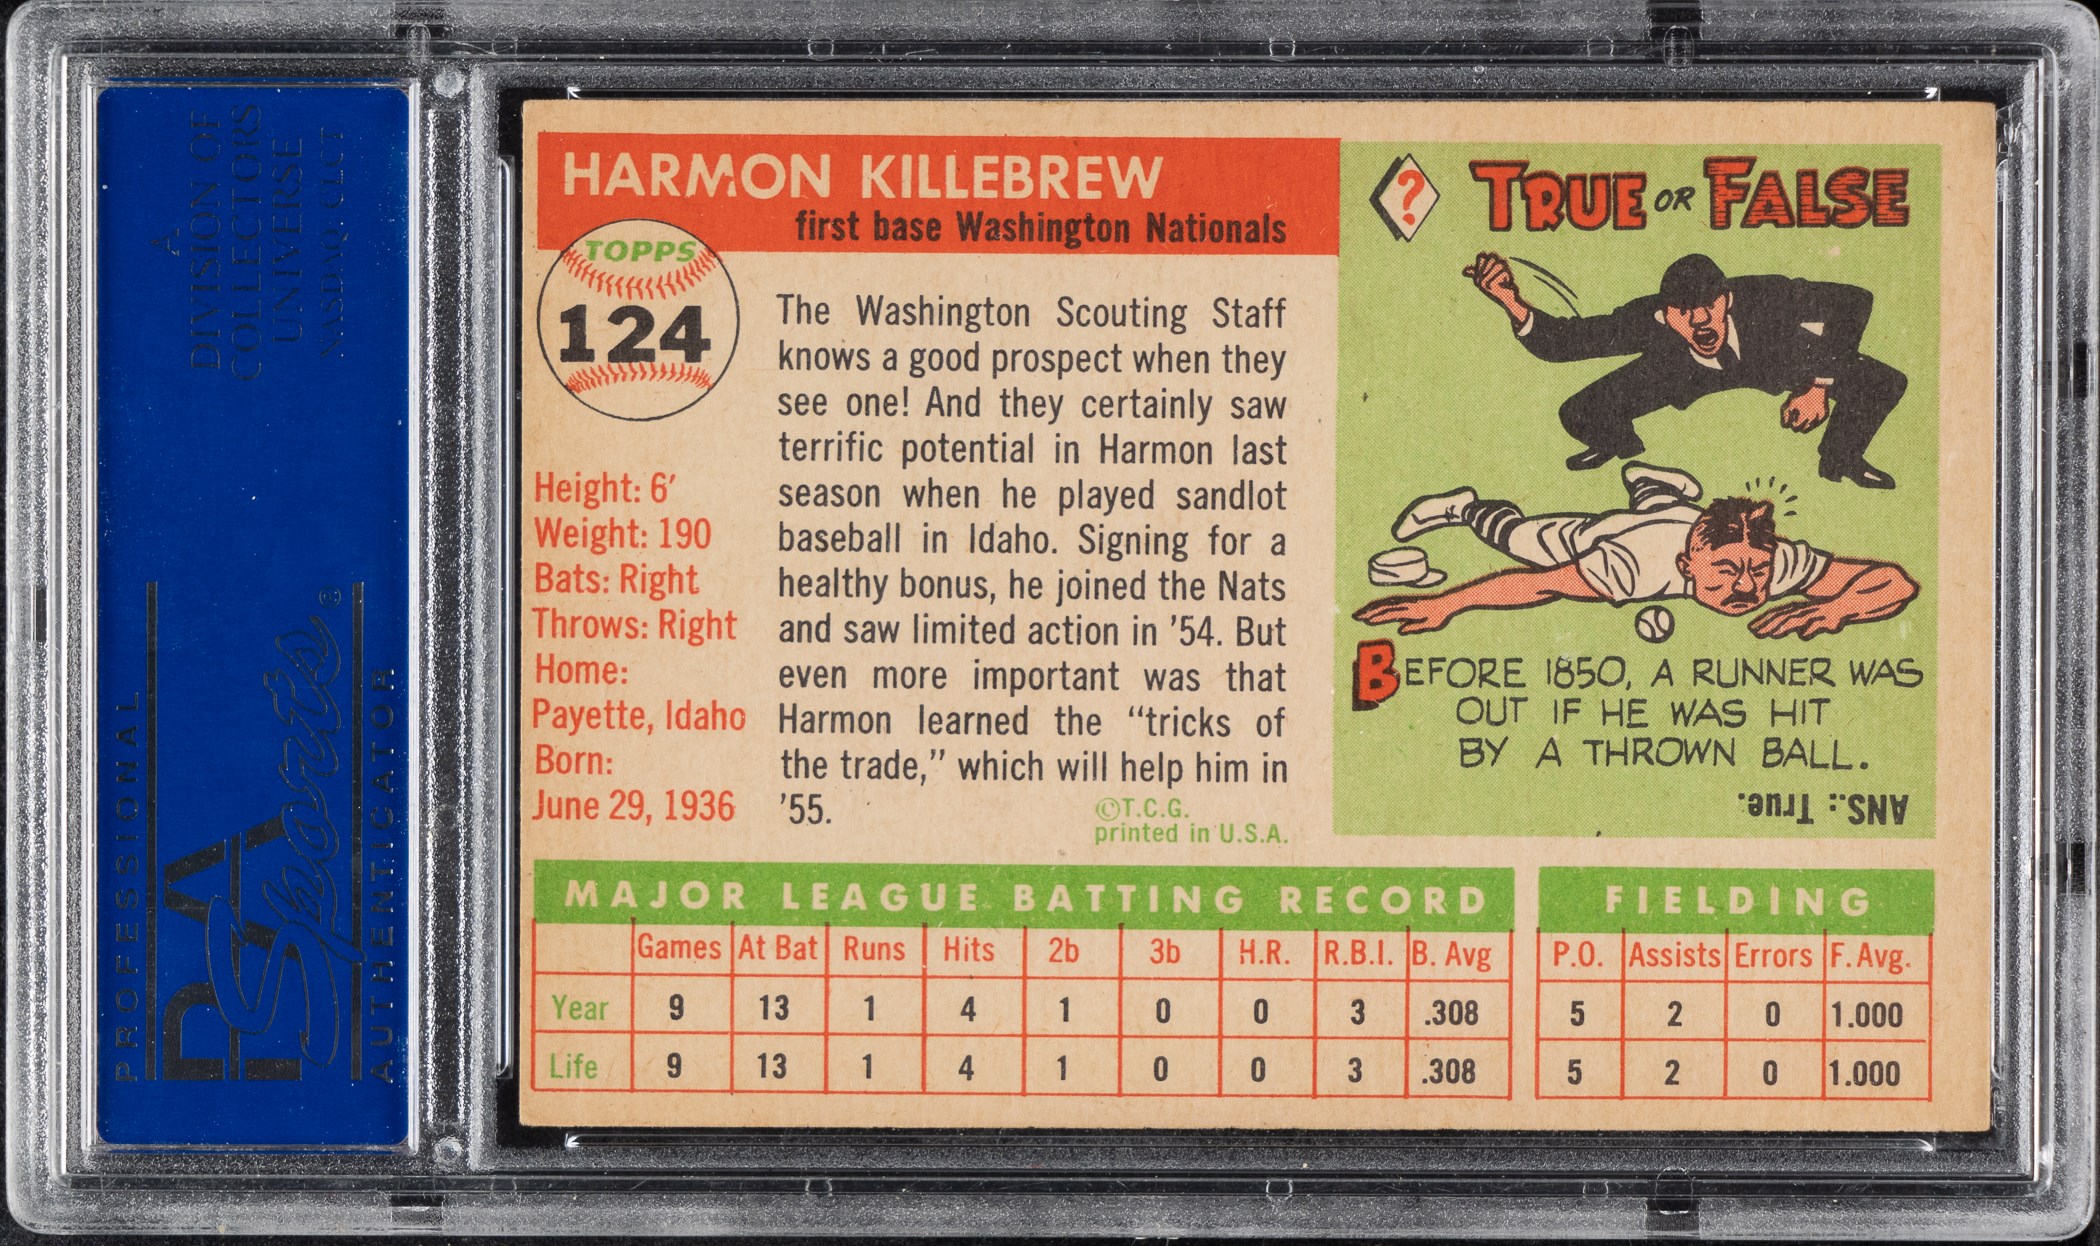 A
DIVISION OF
COLLECTORS
UNIVERSE
NASDAQ CLCT
PROFESSIONAL
PSA
Sports®
AUTHENTICATOR
HARMON KILLEBREW
first base Washington Nationals
TOPPS
124
Height: 6′
Weight: 190
Bats: Right
Throws: Right
Home:
Payette, Idaho
Born:
June 29, 1936
The Washington Scouting Staff
knows a good prospect when they
see one! And they certainly saw
terrific potential in Harmon last
season when he played sandlot
baseball in Idaho. Signing for a
healthy bonus, he joined the Nats
and saw limited action in ’54. But
even more important was that
Harmon learned the “tricks of
the trade,” which will help him in
’55.
©T.C.G.
printed in U.S.A.
? TRUE OR FALSE
BEFORE 1850, A RUNNER WAS
OUT IF HE WAS HIT
BY A THROWN BALL.
ANS.: True.
MAJOR LEAGUE BATTING RECORD
Games At Bat Runs Hits 2b 3b H.R. R.B.I. B. Avg
Year 9 13 1 4 1 0 0 3 .308
Life 9 13 1 4 1 0 0 3 .308
FIELDING
P.O. Assists Errors F. Avg.
5 2 0 1.000
5 2 0 1.000